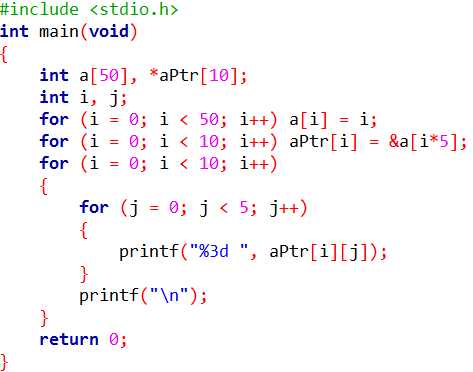 #include <stdio.h>
int main(void)
{
    int a[50], *aPtr[10];
    int i, j;
    for (i = 0; i < 50; i++) a[i] = i;
    for (i = 0; i < 10; i++) aPtr[i] = &a[i*5];
    for (i = 0; i < 10; i++)
    {
        for (j = 0; j < 5; j++)
        {
            printf("%3d ", aPtr[i][j]);
        }
        printf("\n");
    }
    return 0;
}